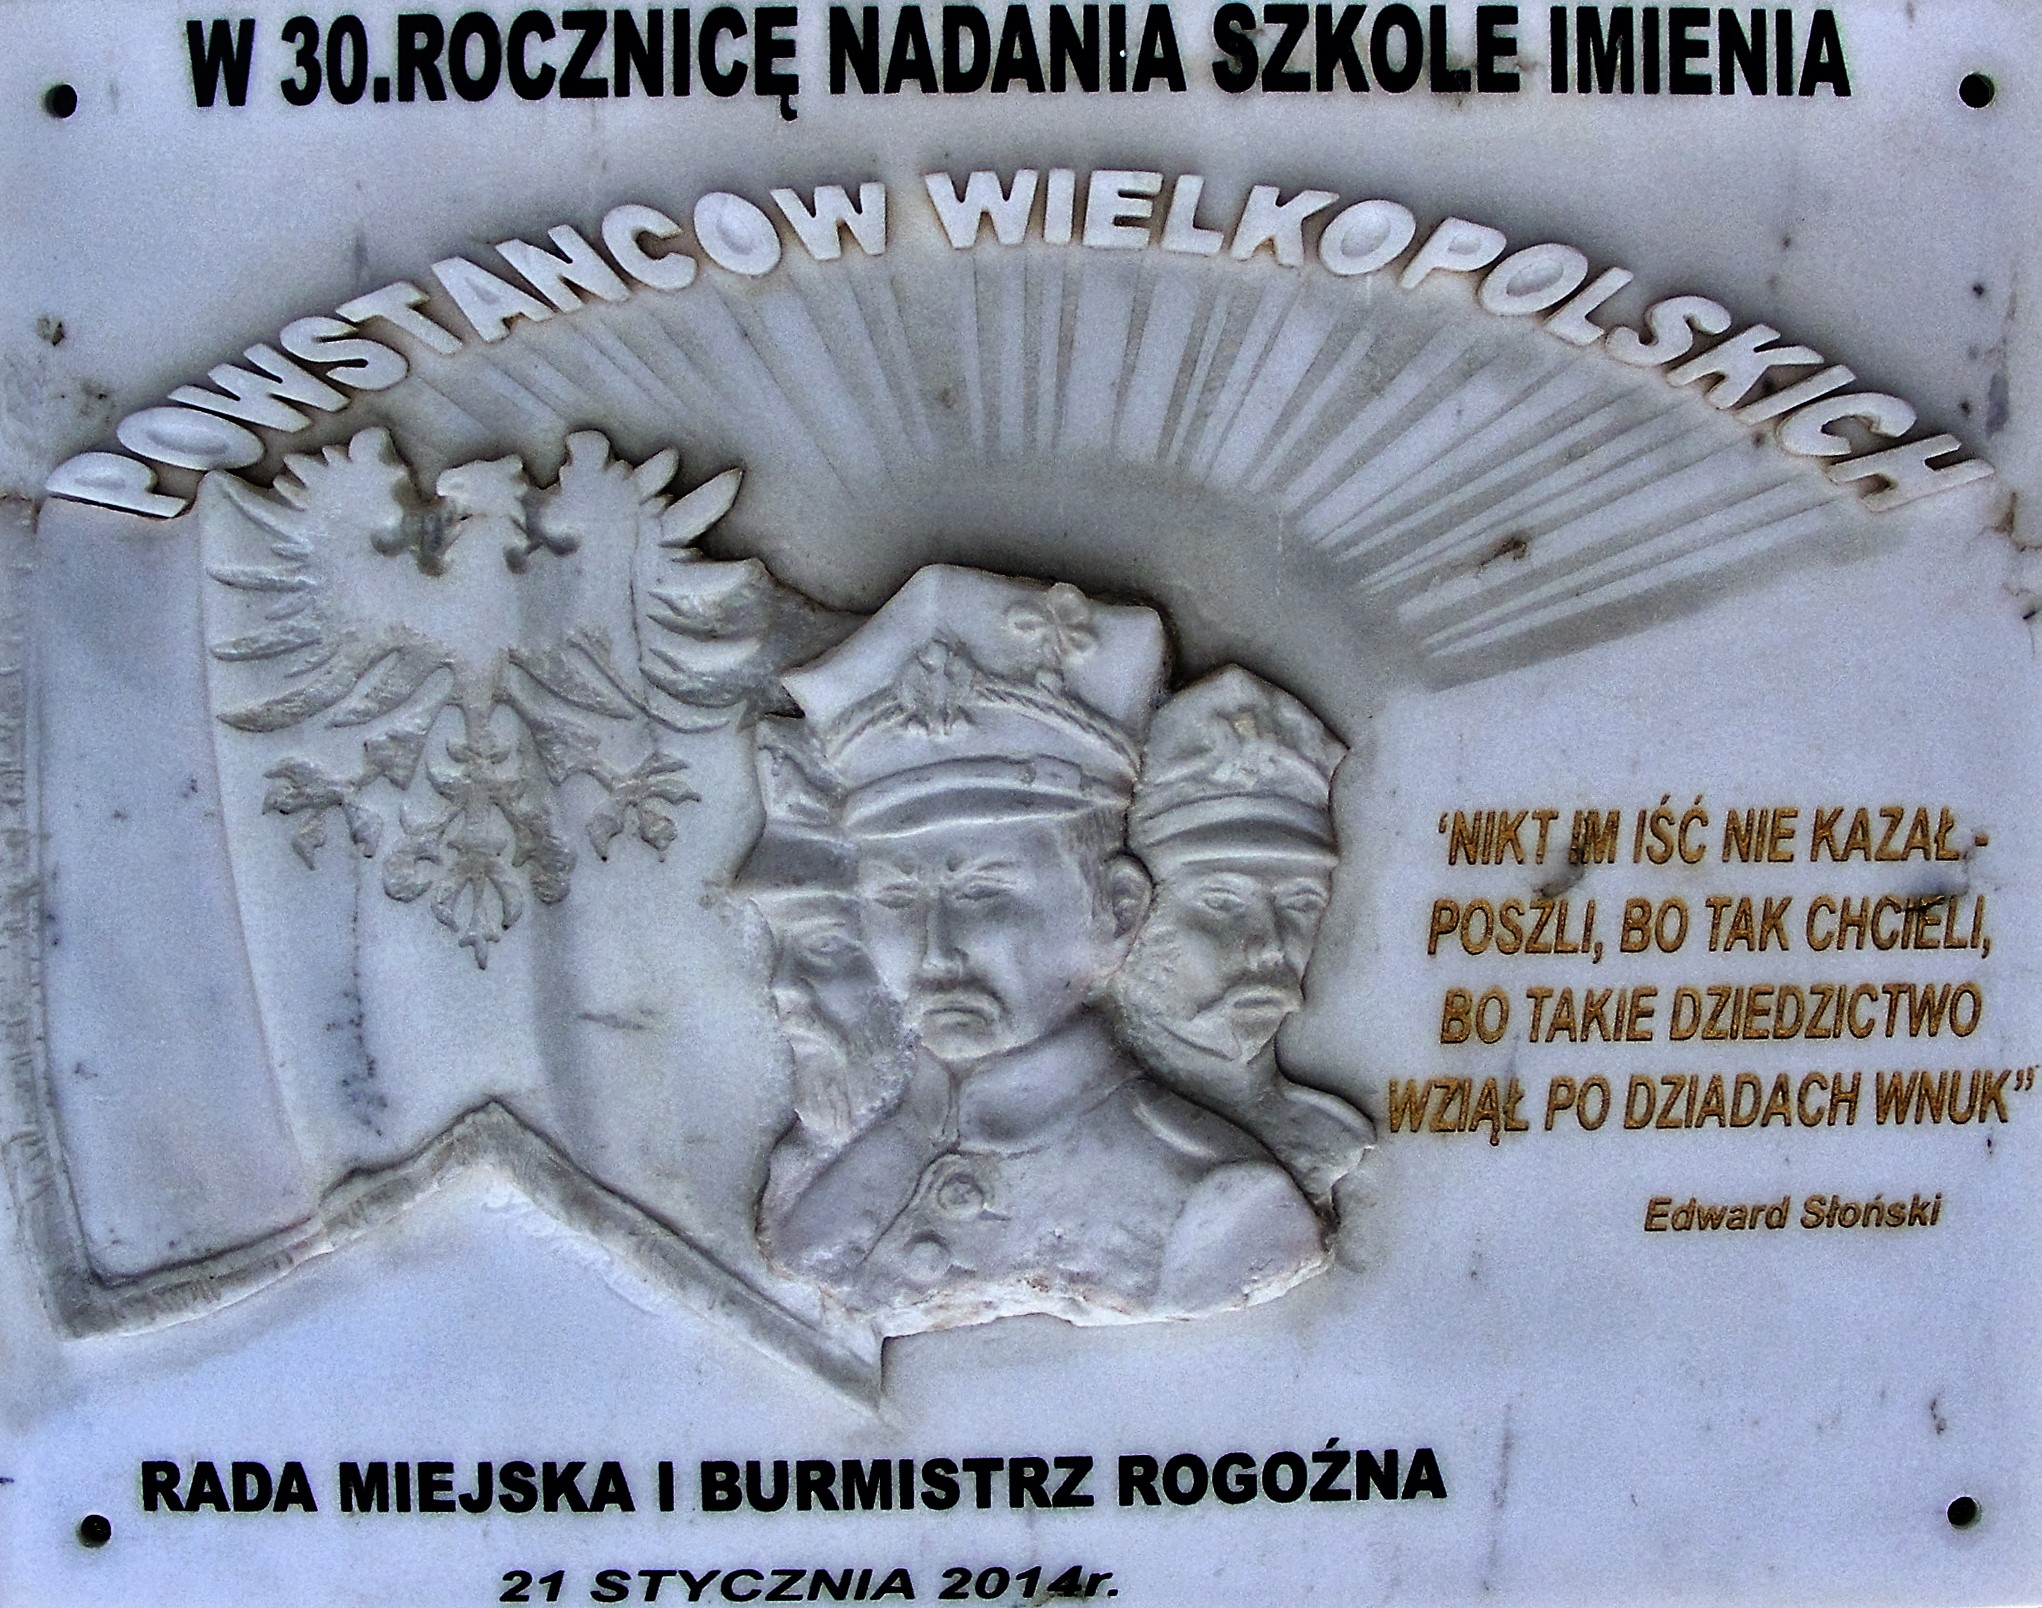 W 30.ROCZNICĘ NADANIA SZKOLE IMIENIA
POWSTANCOW WIELKOPOLSKICH
'NIKT IM IŚĆ NIE KAZAŁ -
POSZLI, BO TAK CHCIELI,
BO TAKIE DZIEDZICTWO
WZIĄŁ PO DZIADACH WNUK”
Edward Słoński
RADA MIEJSKA I BURMISTRZ ROGOŹNA
21 STYCZNIA 2014r.